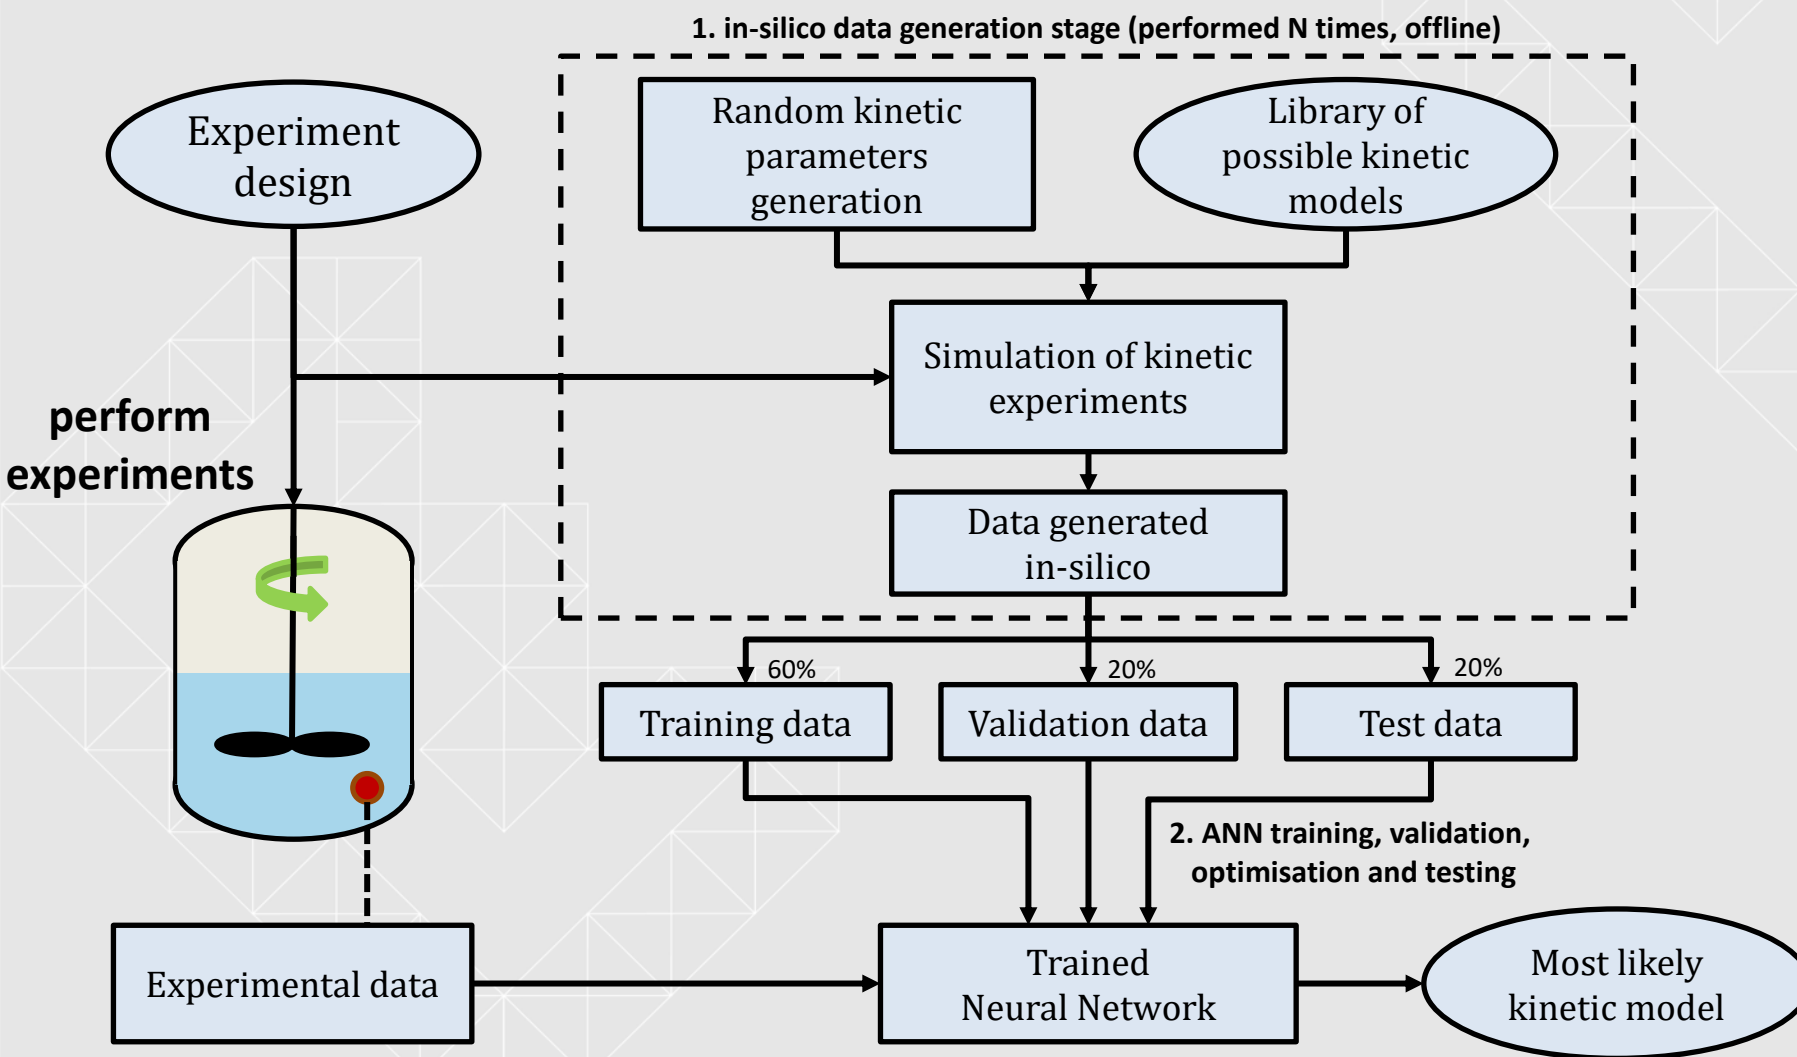 1. in-silico data generation stage (performed N times, offline)
Experiment
design
Random kinetic
parameters
generation
Library of
possible kinetic
models
Simulation of kinetic
experiments
perform
experiments
Data generated
in-silico
60%
20%
20%
Training data
Validation data
Test data
2. ANN training, validation,
optimisation and testing
Experimental data
Trained
Neural Network
Most likely
kinetic model